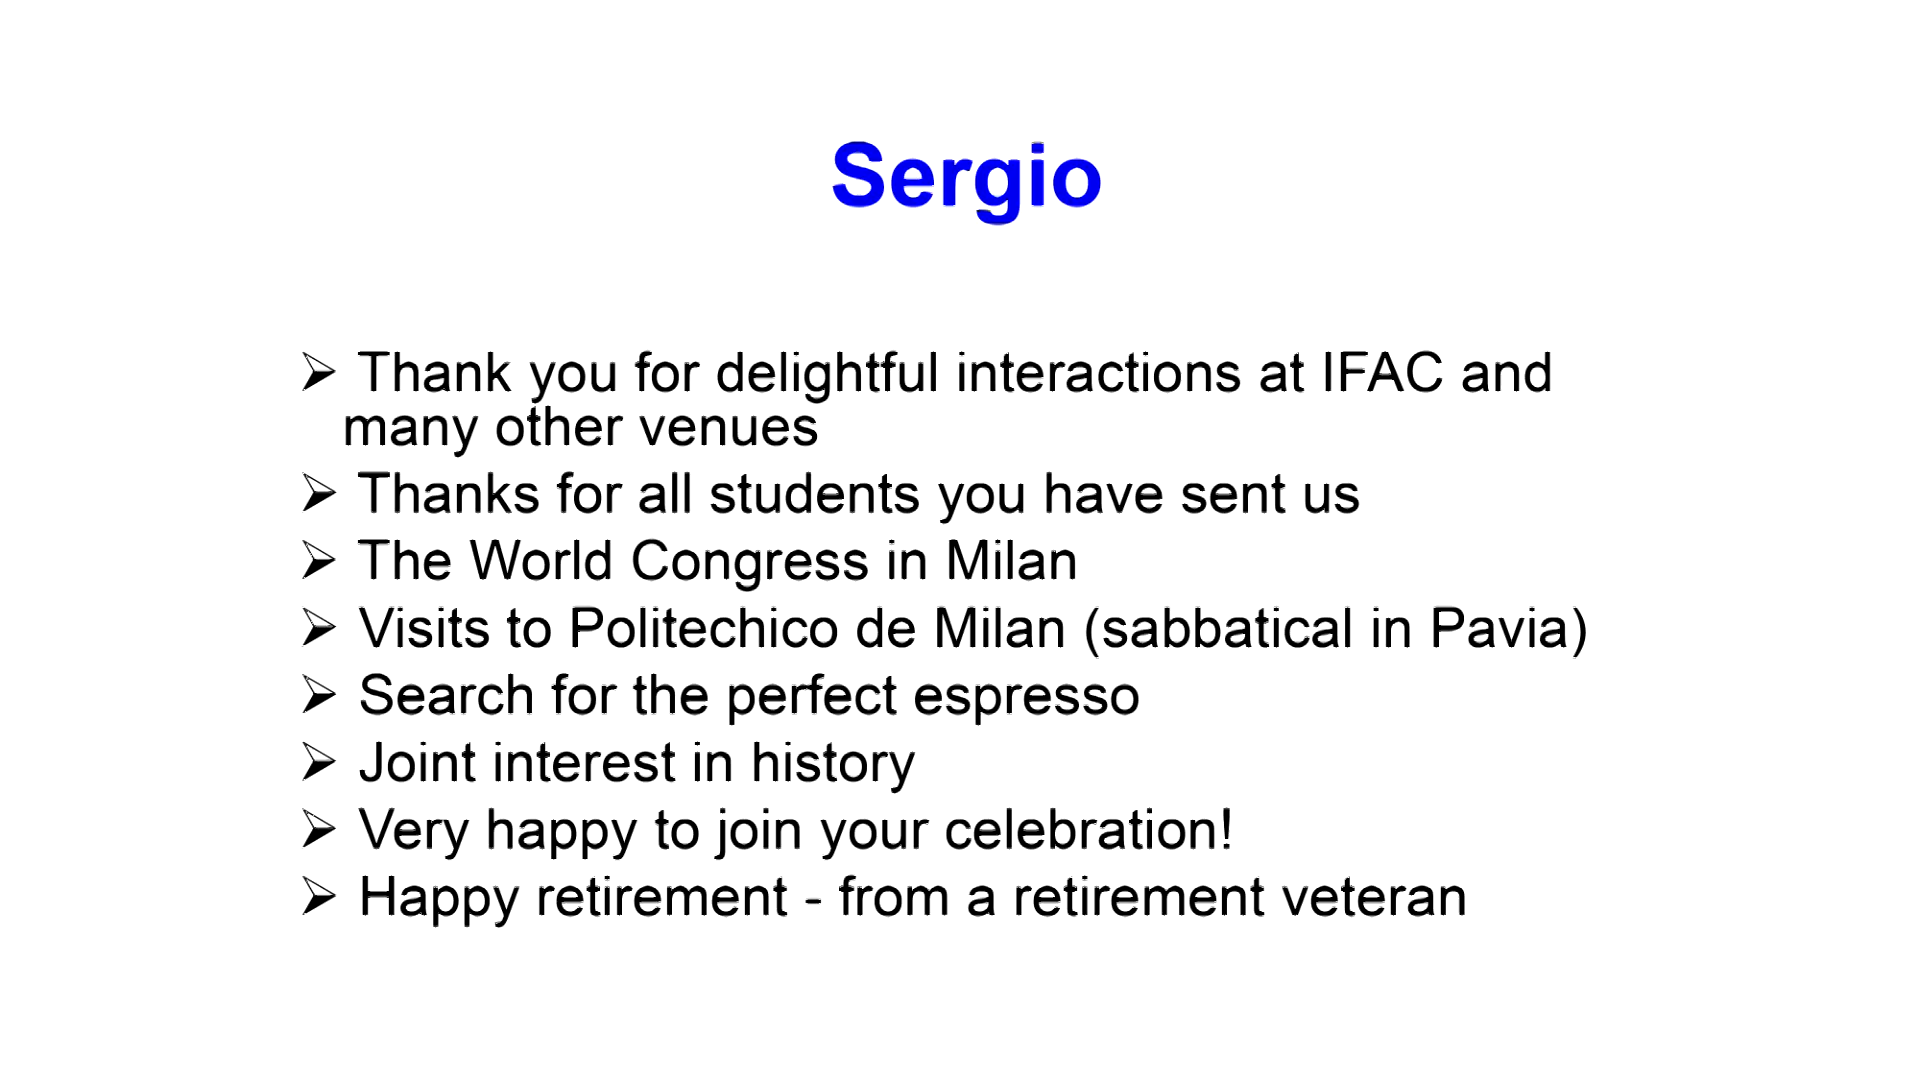 Sergio
➢ Thank you for delightful interactions at IFAC and
many other venues
➢ Thanks for all students you have sent us
➢ The World Congress in Milan
➢ Visits to Politechico de Milan (sabbatical in Pavia)
➢ Search for the perfect espresso
➢ Joint interest in history
➢ Very happy to join your celebration!
➢ Happy retirement - from a retirement veteran